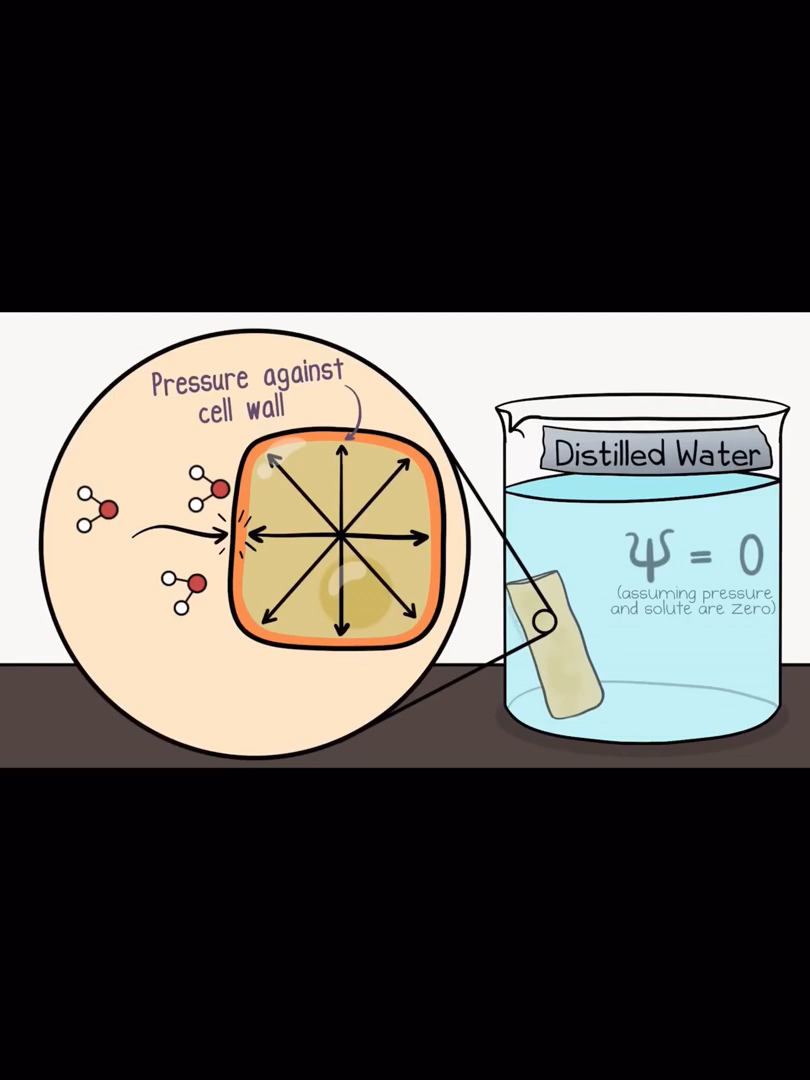 Pressure against
cell wall
Distilled Water
Ψ = 0
(assuming pressure
and solute are zero)